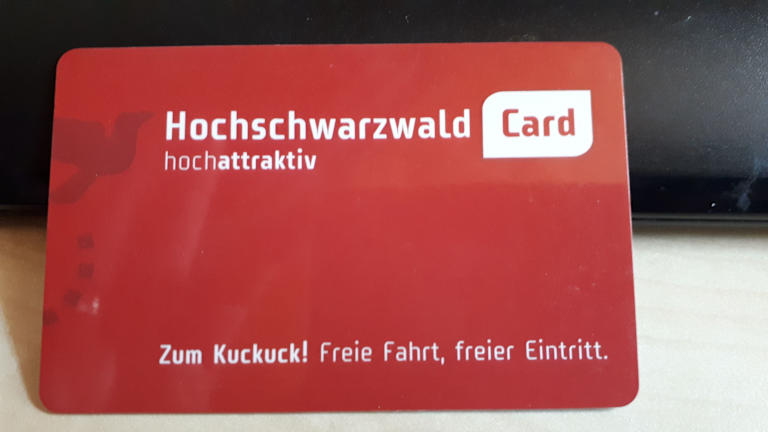 Hochschwarzwald Card
hochattraktiv
Zum Kuckuck! Freie Fahrt, freier Eintritt.